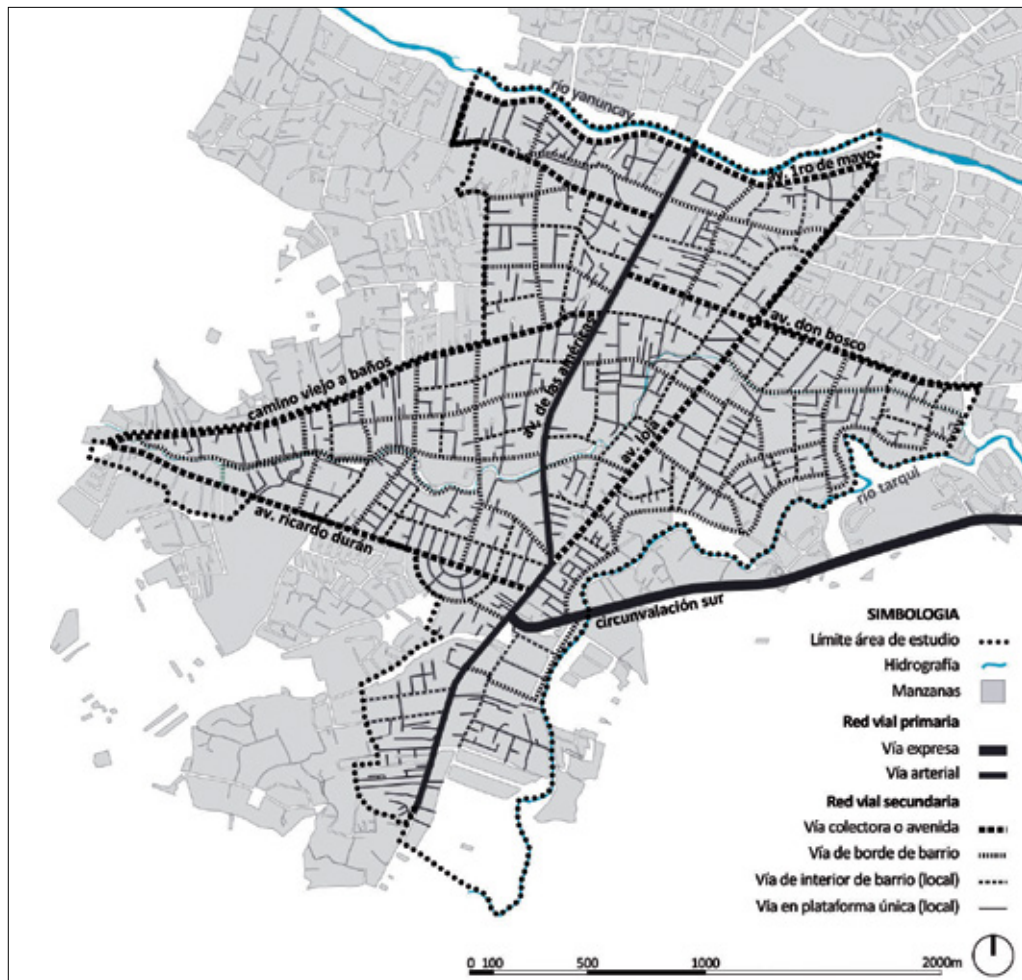 río yanuncay
av. 1ro de mayo
av. don bosco
camino viejo a baños
av. de las américas
av. loja
río tarqui
av. ricardo durán
circunvalación sur
SIMBOLOGIA
Límite área de estudio
Hidrografía
Manzanas
Red vial primaria
Vía expresa
Vía arterial
Red vial secundaria
Vía colectora o avenida
Vía de borde de barrio
Vía de interior de barrio (local)
Vía en plataforma única (local)
0 100 500 1000 2000m